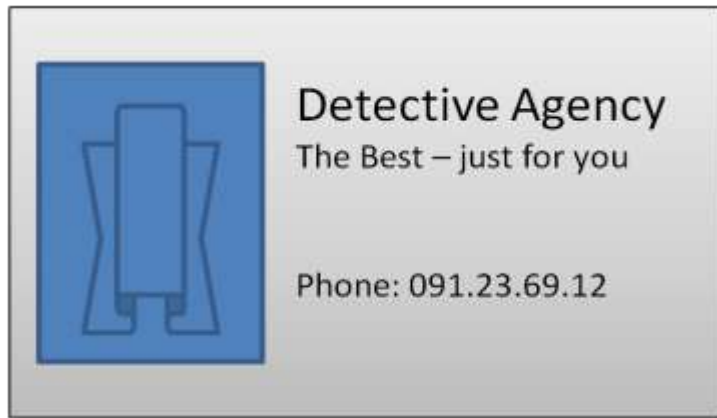 Detective Agency
The Best – just for you
Phone: 091.23.69.12